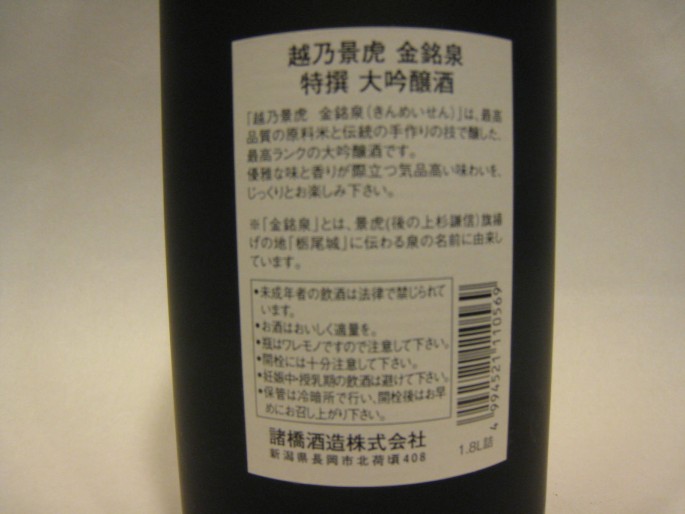 越乃景虎 金銘泉
特撰 大吟醸酒
「越乃景虎 金銘泉(きんめいせん)」は、最高
品質の原料米と伝統の手作りの技で醸した、
最高ランクの大吟醸酒です。
優雅な味と香りが際立つ気品高い味わいを、
じっくりとお楽しみ下さい。
※「金銘泉」とは、景虎(後の上杉謙信)旗揚
げの地「栃尾城」に伝わる泉の名前に由来し
ています。
•未成年者の飲酒は法律で禁じられて
います。
•お酒はおいしく適量を。
•瓶はワレモノですので注意して下さい。
•開栓には十分注意して下さい。
•妊娠中・授乳期の飲酒は避けて下さい。
•保管は冷暗所で行い、開栓後はお早
めにお召し上がり下さい。
4 994521 110569
1.8L詰
諸橋酒造株式会社
新潟県長岡市北荷頃408